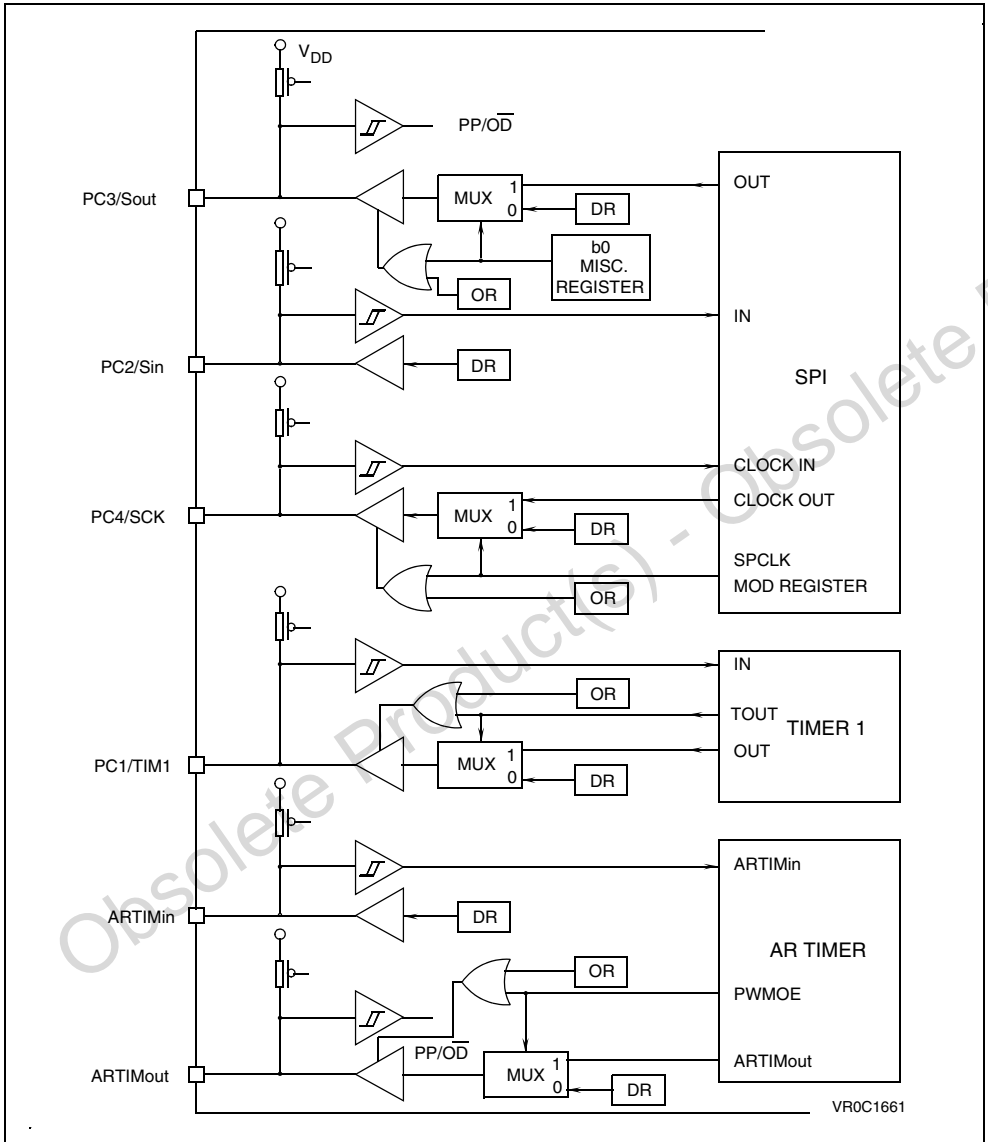 VDD
PP/OD
PC3/Sout
MUX
1
0
OUT
DR
b0
MISC.
REGISTER
OR
IN
PC2/Sin
DR
SPI
CLOCK IN
CLOCK OUT
PC4/SCK
MUX
1
0
DR
SPCLK
MOD REGISTER
OR
IN
OR
TOUT
TIMER 1
OUT
PC1/TIM1
MUX
1
0
DR
ARTIMin
ARTIMin
DR
AR TIMER
OR
PWMOE
PP/OD
ARTIMout
MUX
1
0
ARTIMout
DR
VR0C1661
Obsolete Product(s) - Obsolete